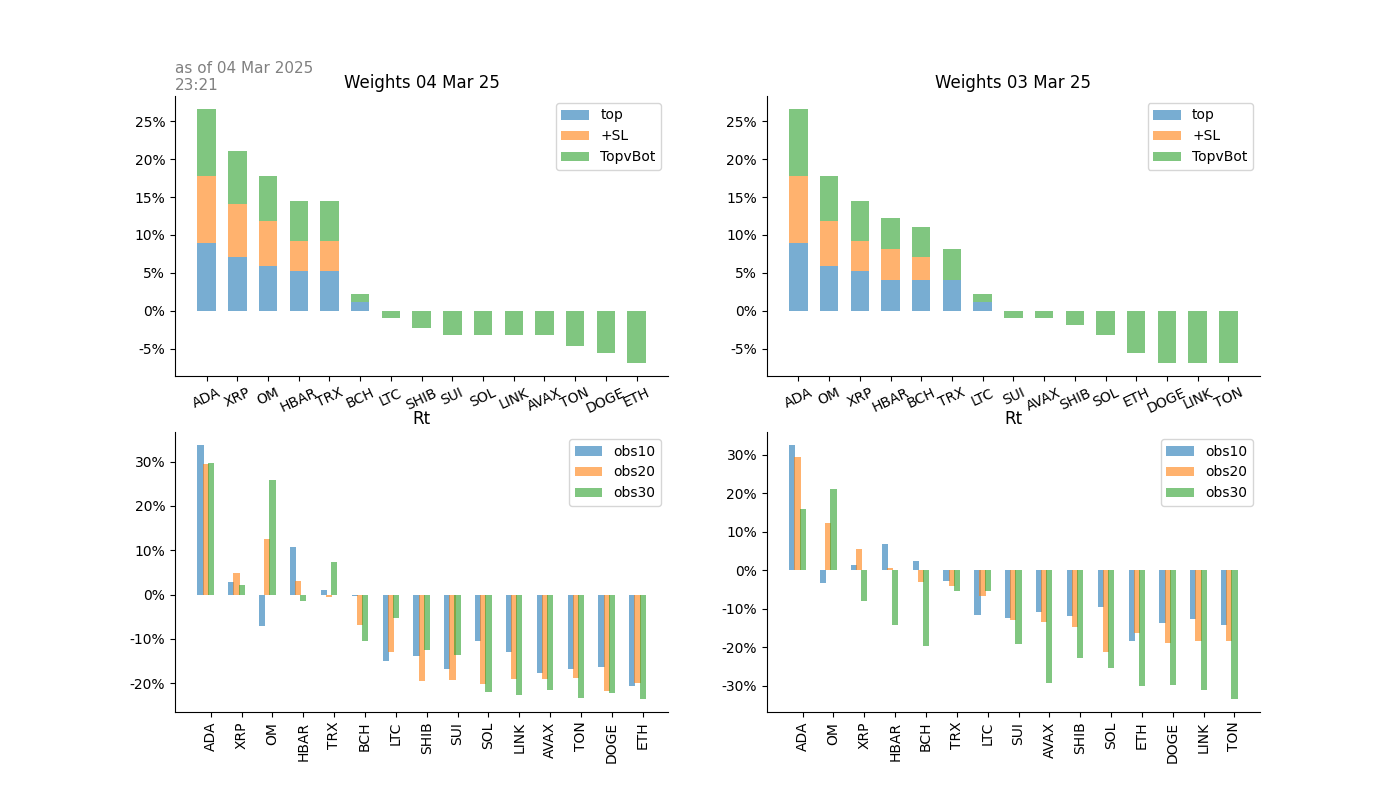 as of 04 Mar 2025
23:21
Weights 04 Mar 25
25%
20%
15%
10%
5%
0%
-5%
top
+SL
TopvBot
ADA XRP OM HBAR TRX BCH LTC SHIB SUI SOL LINK AVAX TON DOGE ETH
Weights 03 Mar 25
25%
20%
15%
10%
5%
0%
-5%
top
+SL
TopvBot
ADA OM XRP HBAR BCH TRX LTC SUI AVAX SHIB SOL ETH DOGE LINK TON
Rt
30%
20%
10%
0%
-10%
-20%
obs10
obs20
obs30
ADA XRP OM HBAR TRX BCH LTC SHIB SUI SOL LINK AVAX TON DOGE ETH
Rt
30%
20%
10%
0%
-10%
-20%
-30%
obs10
obs20
obs30
ADA OM XRP HBAR BCH TRX LTC SUI AVAX SHIB SOL ETH DOGE LINK TON